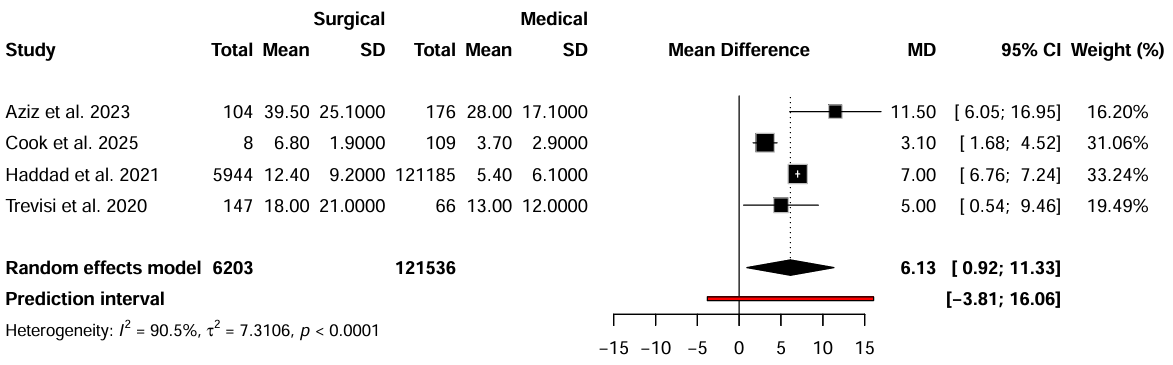 Surgical Medical
Study Total Mean SD Total Mean SD Mean Difference MD 95% CI Weight (%)
Aziz et al. 2023 104 39.50 25.1000 176 28.00 17.1000 11.50 [ 6.05; 16.95] 16.20%
Cook et al. 2025 8 6.80 1.9000 109 3.70 2.9000 3.10 [ 1.68; 4.52] 31.06%
Haddad et al. 2021 5944 12.40 9.2000 121185 5.40 6.1000 7.00 [ 6.76; 7.24] 33.24%
Trevisi et al. 2020 147 18.00 21.0000 66 13.00 12.0000 5.00 [ 0.54; 9.46] 19.49%
Random effects model 6203 121536 6.13 [ 0.92; 11.33]
Prediction interval [−3.81; 16.06]
Heterogeneity: I² = 90.5%, τ² = 7.3106, p < 0.0001
−15 −10 −5 0 5 10 15